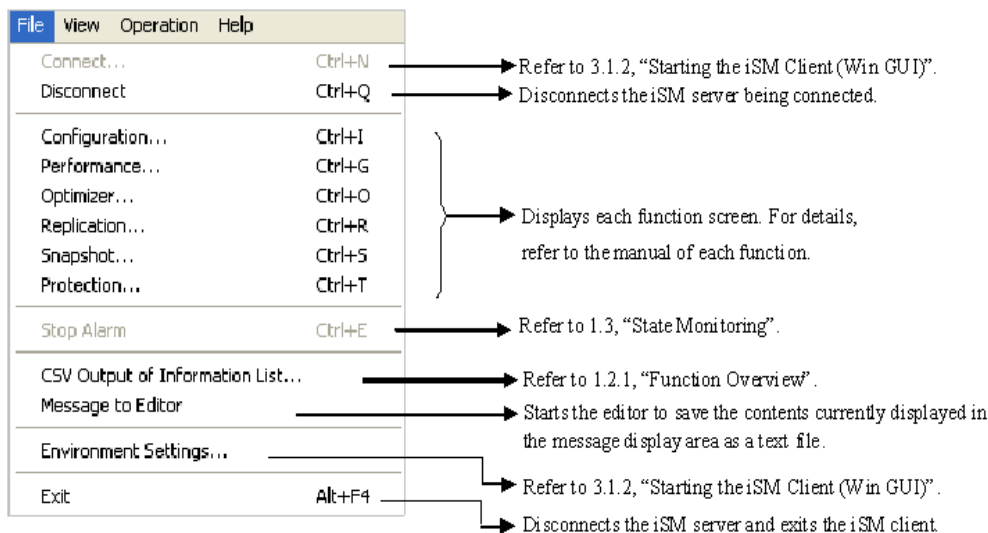 File View Operation Help
Connect... Ctrl+N
Refer to 3.1.2, “Starting the iSM Client (Win GUI)”.
Disconnect Ctrl+Q
Disconnects the iSM server being connected.
Configuration... Ctrl+I
Performance... Ctrl+G
Optimizer... Ctrl+O
Replication... Ctrl+R
Snapshot... Ctrl+S
Protection... Ctrl+T
Displays each function screen. For details,
refer to the manual of each function.
Stop Alarm Ctrl+E
Refer to 1.3, “State Monitoring”.
CSV Output of Information List...
Refer to 1.2.1, “Function Overview”.
Message to Editor
Starts the editor to save the contents currently displayed in
the message display area as a text file.
Environment Settings...
Refer to 3.1.2, “Starting the iSM Client (Win GUI)”.
Exit Alt+F4
Disconnects the iSM server and exits the iSM client.